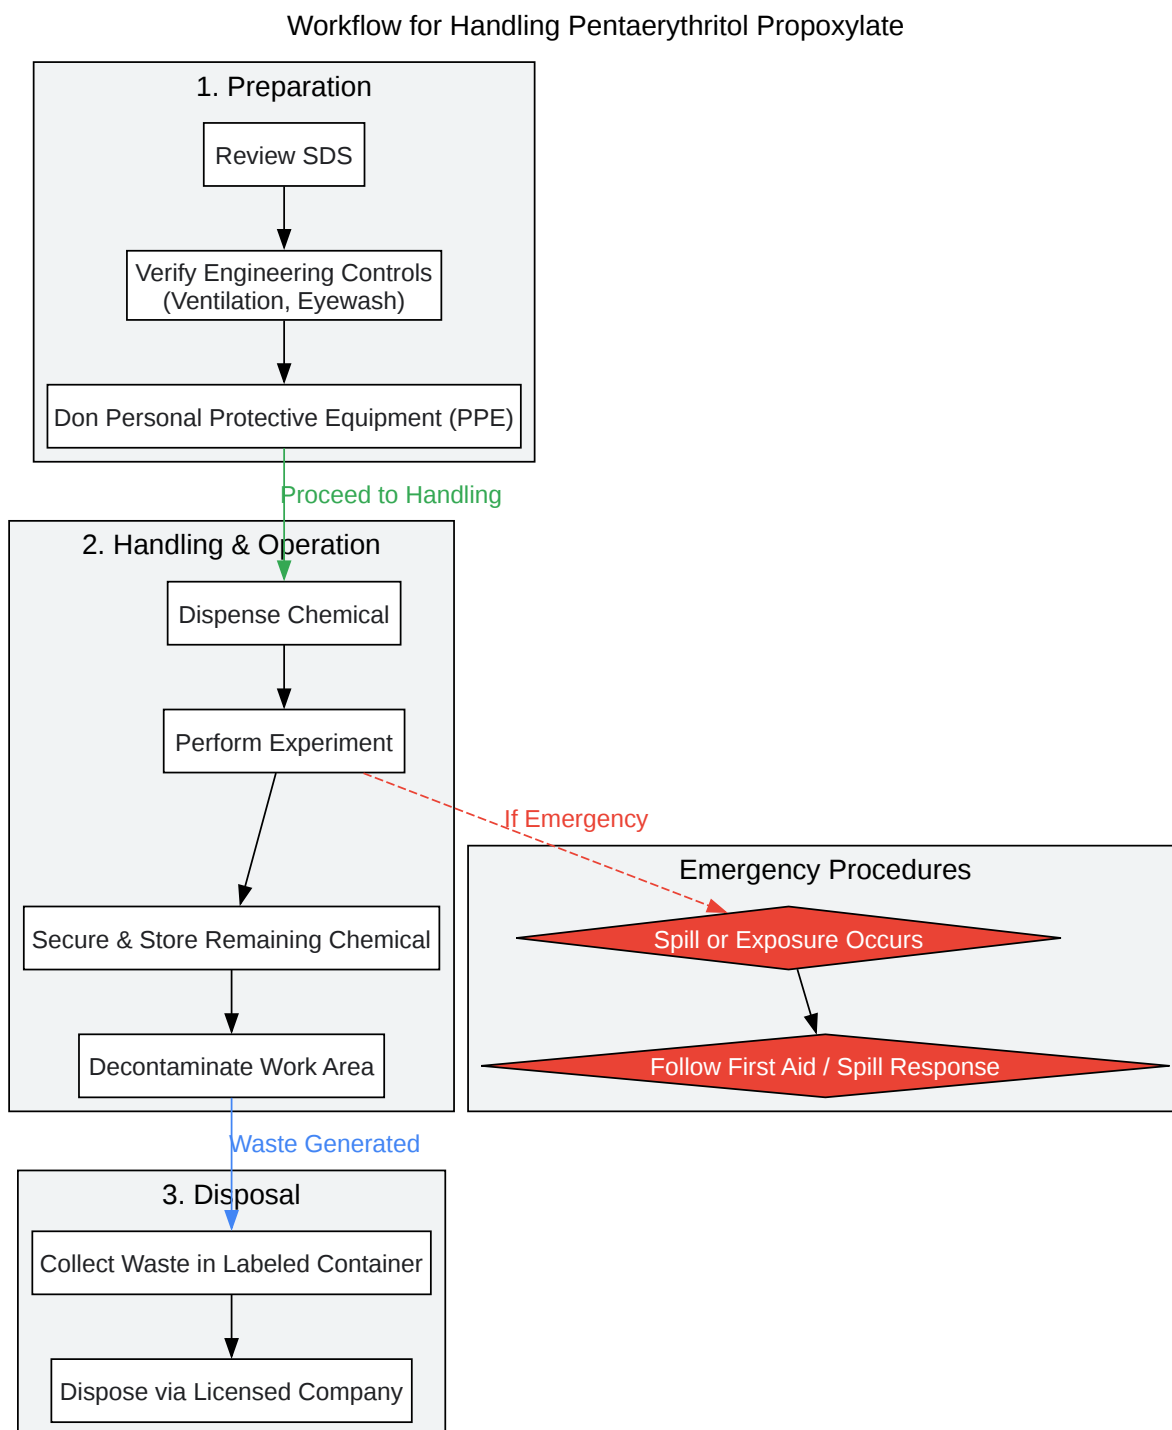 Workflow for Handling Pentaerythritol Propoxylate
1. Preparation
Review SDS
Verify Engineering Controls
(Ventilation, Eyewash)
Don Personal Protective Equipment (PPE)
Proceed to Handling
2. Handling & Operation
Dispense Chemical
Perform Experiment
If Emergency
Emergency Procedures
Spill or Exposure Occurs
Secure & Store Remaining Chemical
Follow First Aid / Spill Response
Decontaminate Work Area
Waste Generated
3. Disposal
Collect Waste in Labeled Container
Dispose via Licensed Company